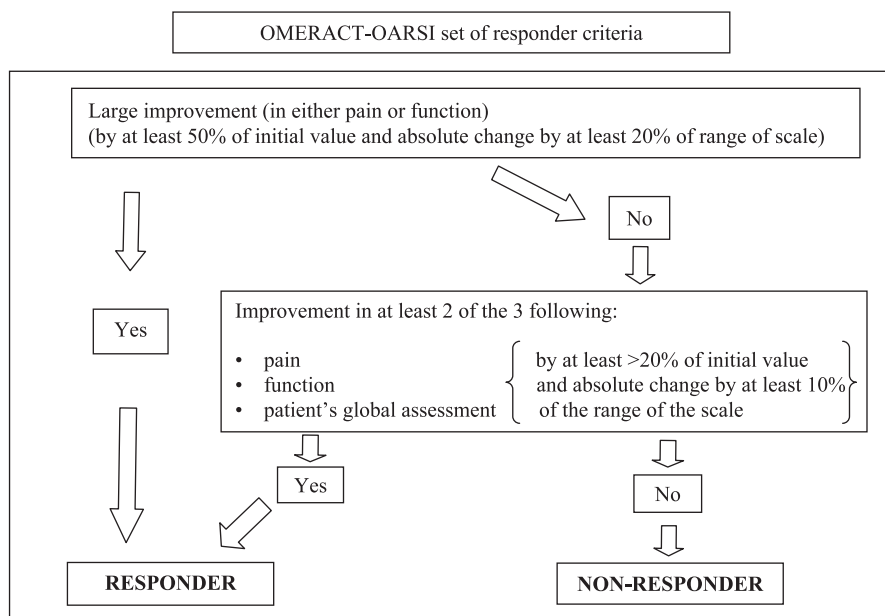 OMERACT-OARSI set of responder criteria
Large improvement (in either pain or function)
(by at least 50% of initial value and absolute change by at least 20% of range of scale)
No
Yes
Improvement in at least 2 of the 3 following:
• pain
• function
• patient's global assessment
by at least >20% of initial value
and absolute change by at least 10%
of the range of the scale
Yes
No
RESPONDER
NON-RESPONDER